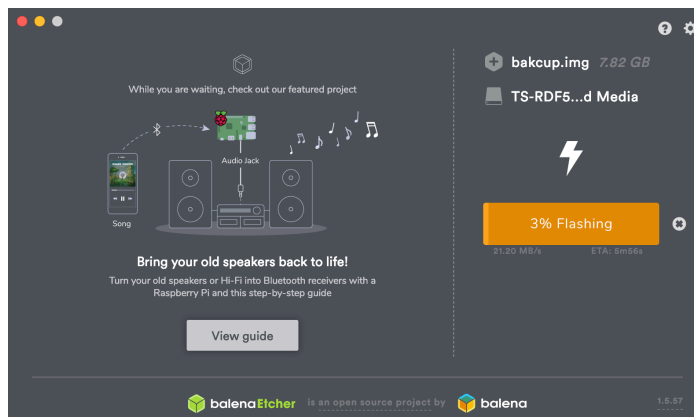 While you are waiting, check out our featured project
Audio Jack
Song
Bring your old speakers back to life!
Turn your old speakers or Hi-Fi into Bluetooth receivers with a
Raspberry Pi and this step-by-step guide
View guide
bakcup.img 7.82 GB
TS-RDF5...d Media
3% Flashing
21.20 MB/s ETA: 5m56s
balenaEtcher is an open source project by balena
1.5.57